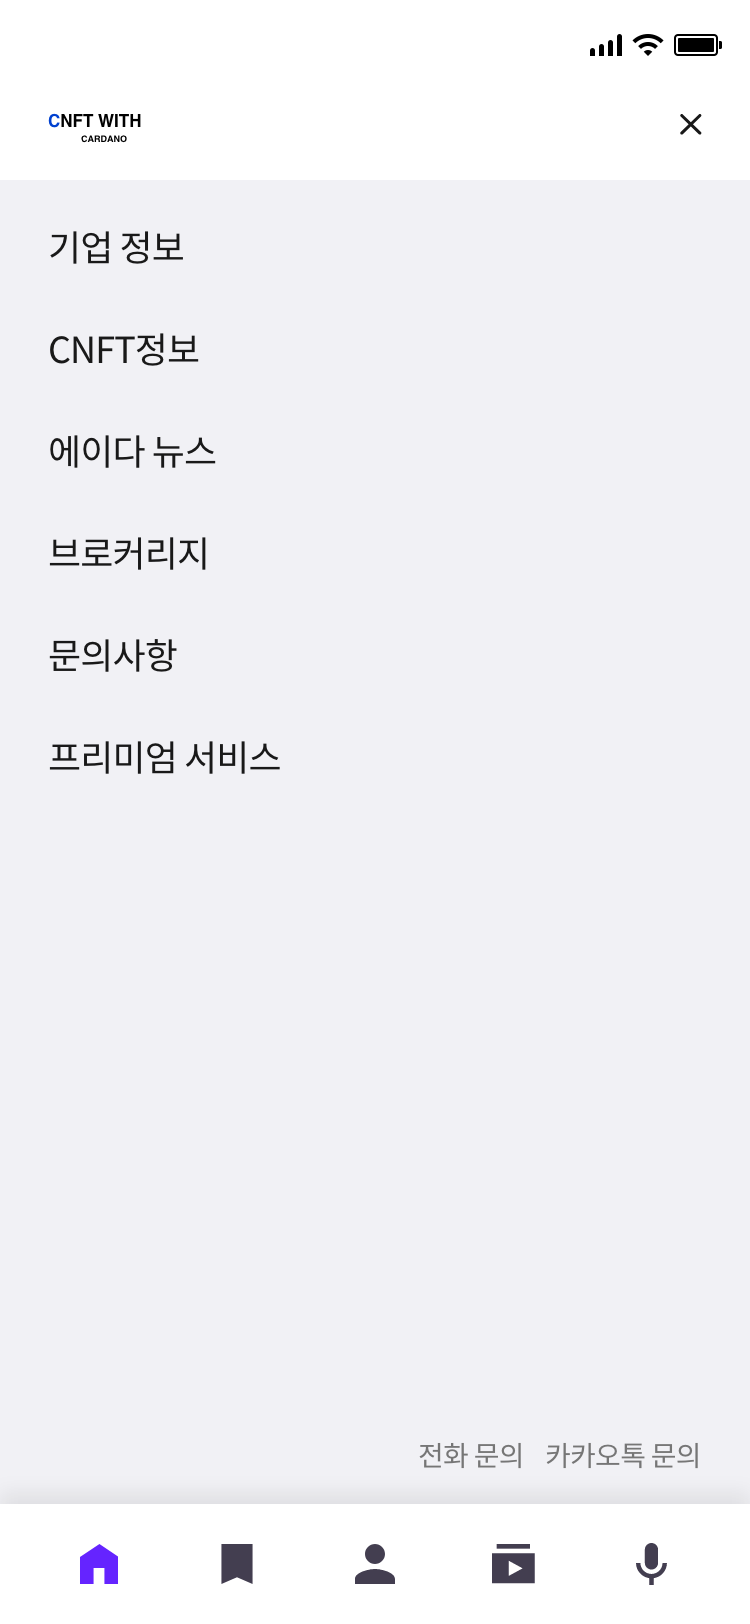 CNFT WITH
CARDANO
기업 정보
CNFT정보
에이다 뉴스
브로커리지
문의사항
프리미엄 서비스
전화 문의 카카오톡 문의